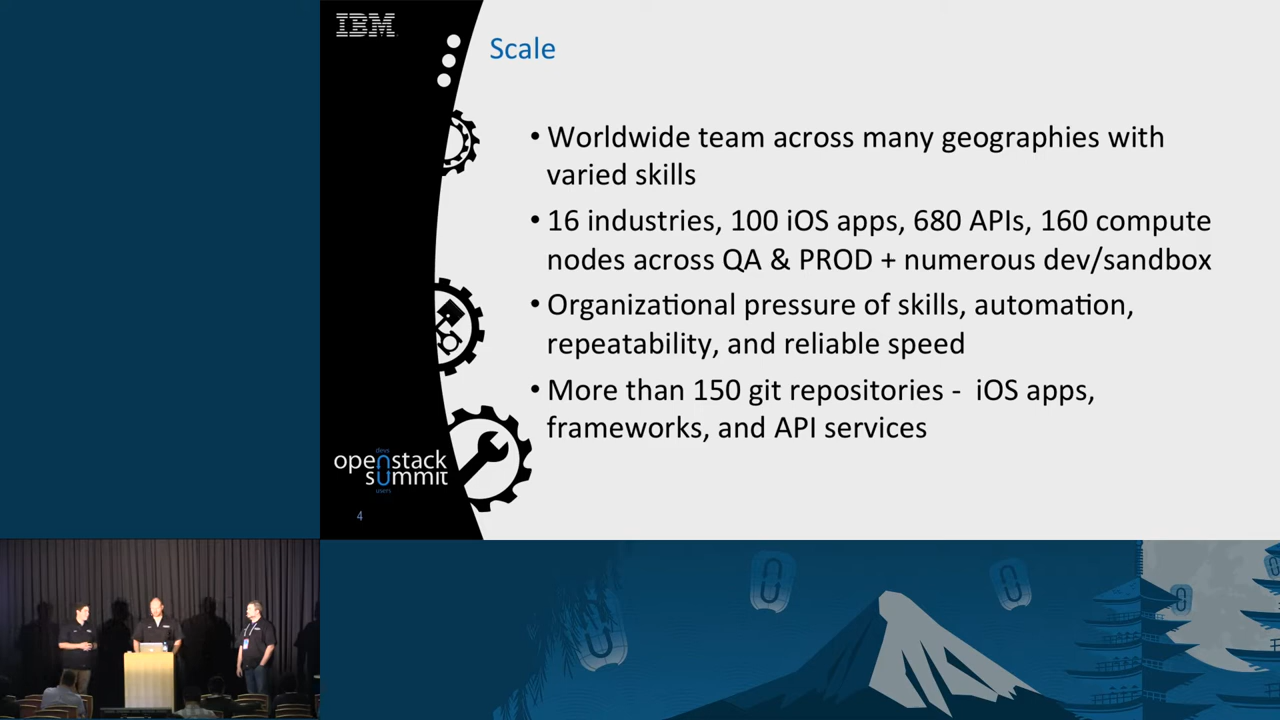 IBM
Scale
• Worldwide team across many geographies with
varied skills
• 16 industries, 100 iOS apps, 680 APIs, 160 compute
nodes across QA & PROD + numerous dev/sandbox
• Organizational pressure of skills, automation,
repeatability, and reliable speed
• More than 150 git repositories - iOS apps,
frameworks, and API services
devs
openstack
summit
users
4